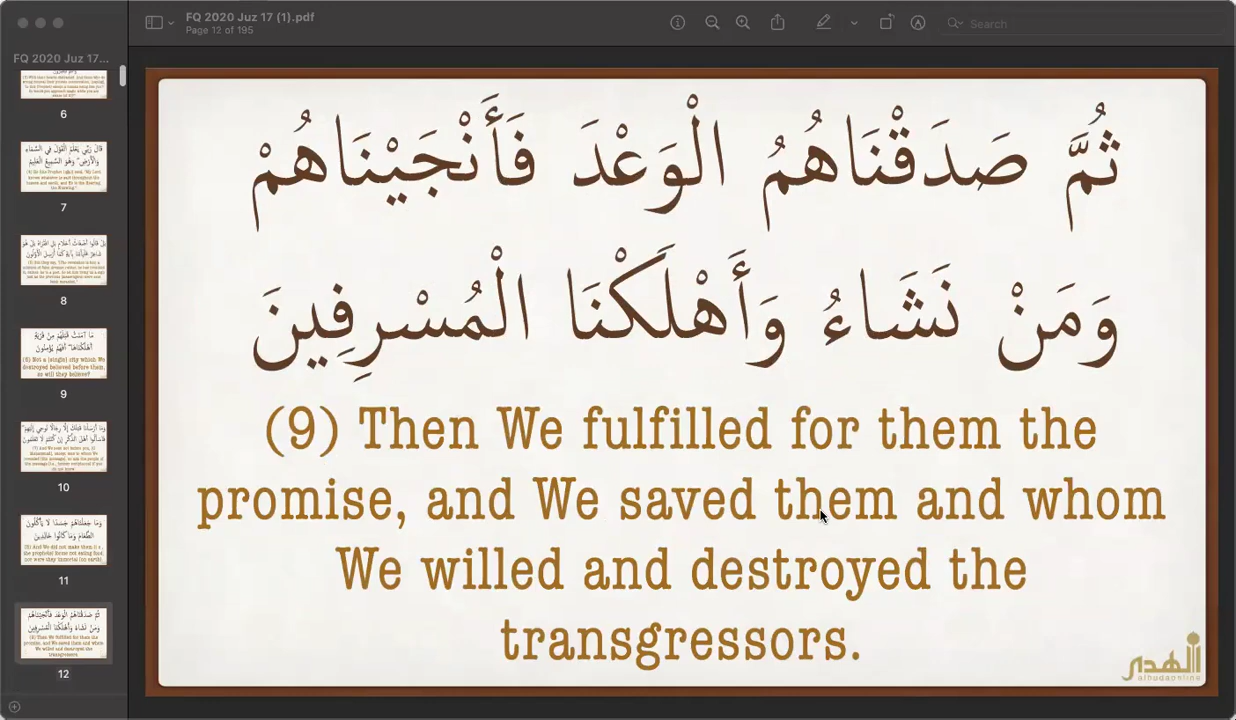 FQ 2020 Juz 17 (1).pdf
Page 12 of 195
Search
FQ 2020 Juz 17...
6
7
8
9
10
11
12
ثُمَّ صَدَقْنَاهُمُ الْوَعْدَ فَأَنْجَيْنَاهُمْ
وَمَنْ نَشَاءُ وَأَهْلَكْنَا الْمُسْرِفِينَ
(9) Then We fulfilled for them the
promise, and We saved them and whom
We willed and destroyed the
transgressors.
الهدى
alhudaonline